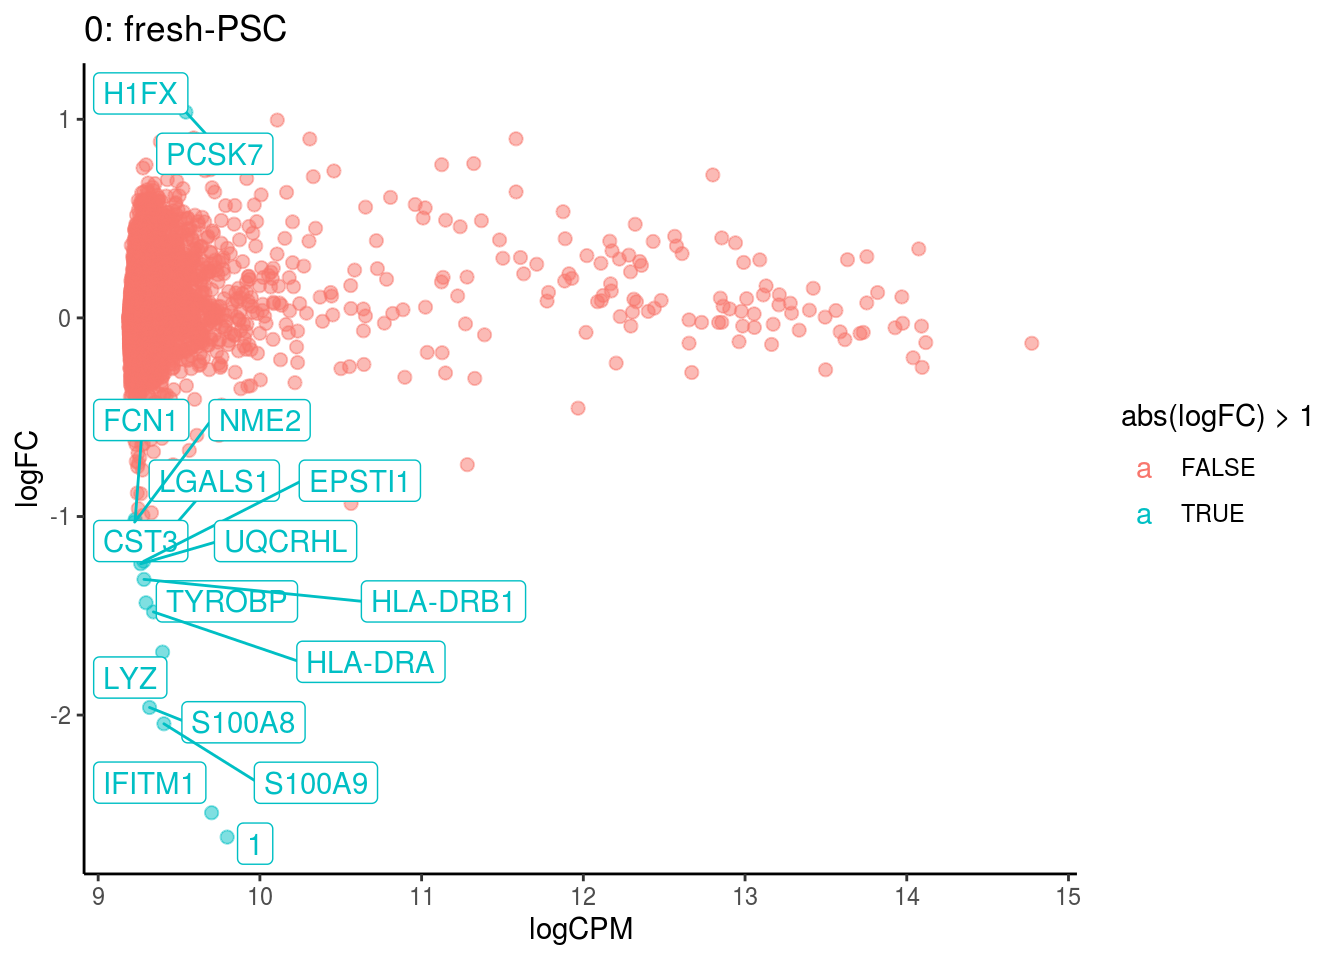 0: fresh-PSC
H1FX
PCSK7
FCN1
NME2
LGALS1
EPSTI1
CST3
UQCRHL
TYROBP
HLA-DRB1
HLA-DRA
LYZ
S100A8
IFITM1
S100A9
1
1
0
-1
-2
logFC
9 10 11 12 13 14 15
logCPM
abs(logFC) > 1
a FALSE
a TRUE